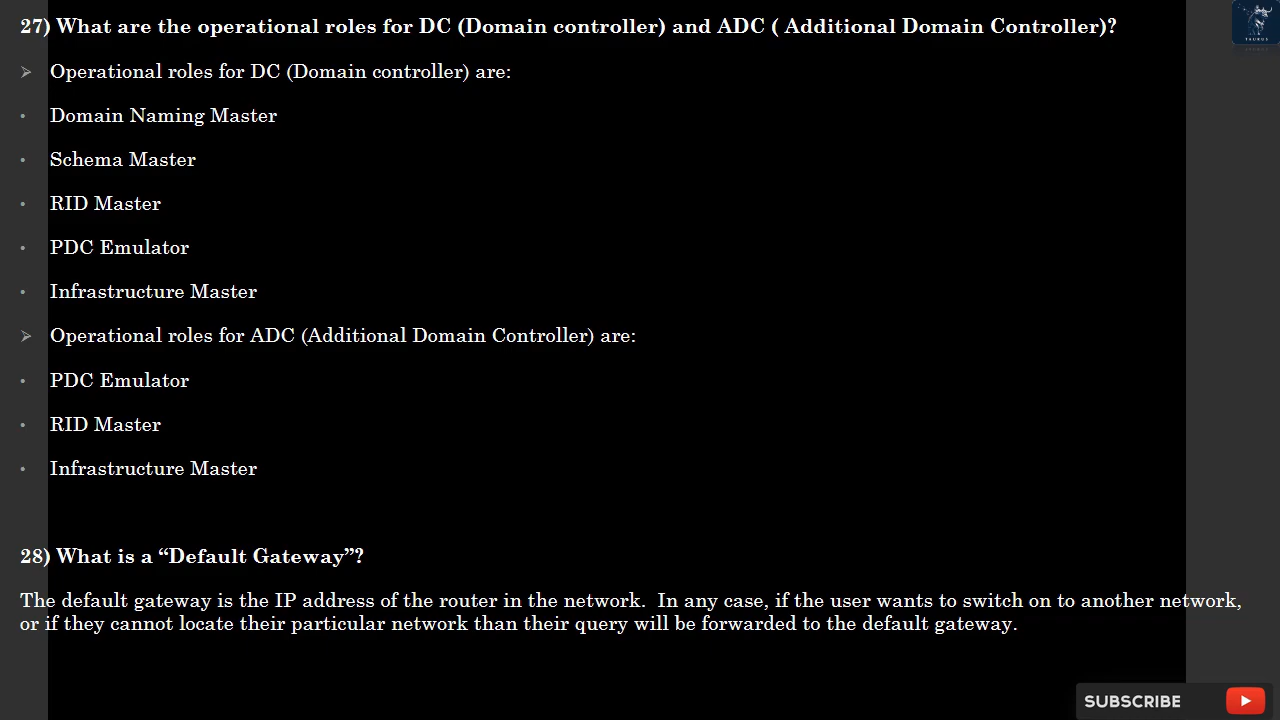 27) What are the operational roles for DC (Domain controller) and ADC ( Additional Domain Controller)?
➢ Operational roles for DC (Domain controller) are:
• Domain Naming Master
• Schema Master
• RID Master
• PDC Emulator
• Infrastructure Master
➢ Operational roles for ADC (Additional Domain Controller) are:
• PDC Emulator
• RID Master
• Infrastructure Master
28) What is a “Default Gateway”?
The default gateway is the IP address of the router in the network.  In any case, if the user wants to switch on to another network,
or if they cannot locate their particular network than their query will be forwarded to the default gateway.
TAURUS
SUBSCRIBE